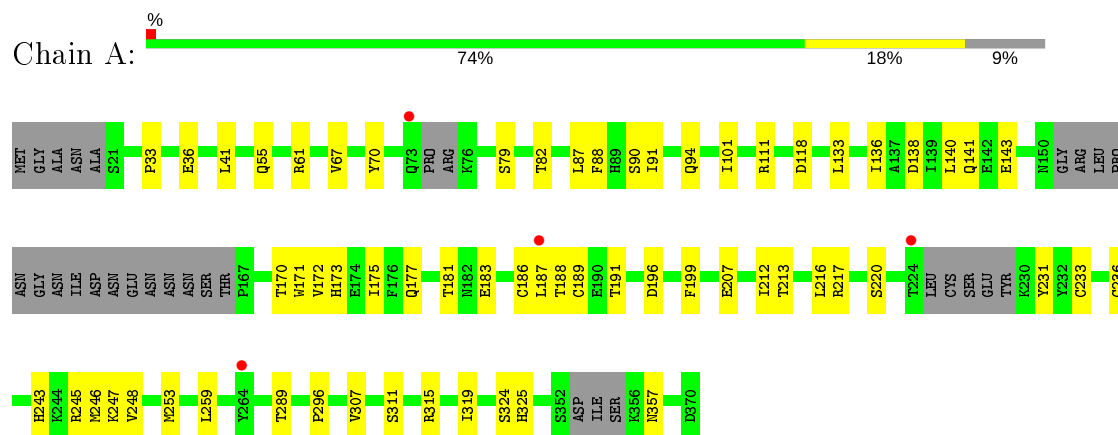 %
Chain A:
74% 18% 9%
MET GLY ALA ASN ALA S21 P33 E36 L41 Q55 R61 V67 Y70 Q73 PRO ARG K76 S79 T82 L87 F88 H89 S90 I91 Q94 I101 R111 D118 L133 I136 A137 D138 I139 L140 Q141 E142 E143 N150 GLY ARG LEU PRO
ASN GLY ASN ILE ASP ASN GLU ASN ASN ASN SER THR P167 T170 W171 V172 H173 E174 I175 F176 Q177 T181 N182 E183 C186 L187 T188 C189 E190 T191 D196 F199 E207 I212 T213 L216 R217 S220 T224 LEU CYS SER GLU TYR K230 Y231 Y232 C233 C236
H243 K244 R245 M246 K247 V248 M253 L259 Y264 T289 P296 V307 S311 R315 I319 S324 H325 S352 ASP ILE SER K356 N357 D370